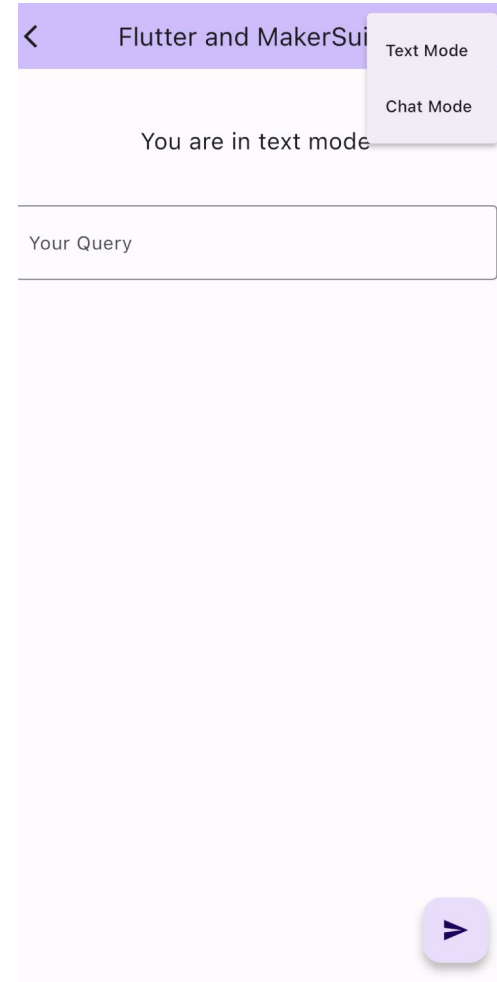 Flutter and MakerSui
Text Mode
Chat Mode
You are in text mode
Your Query